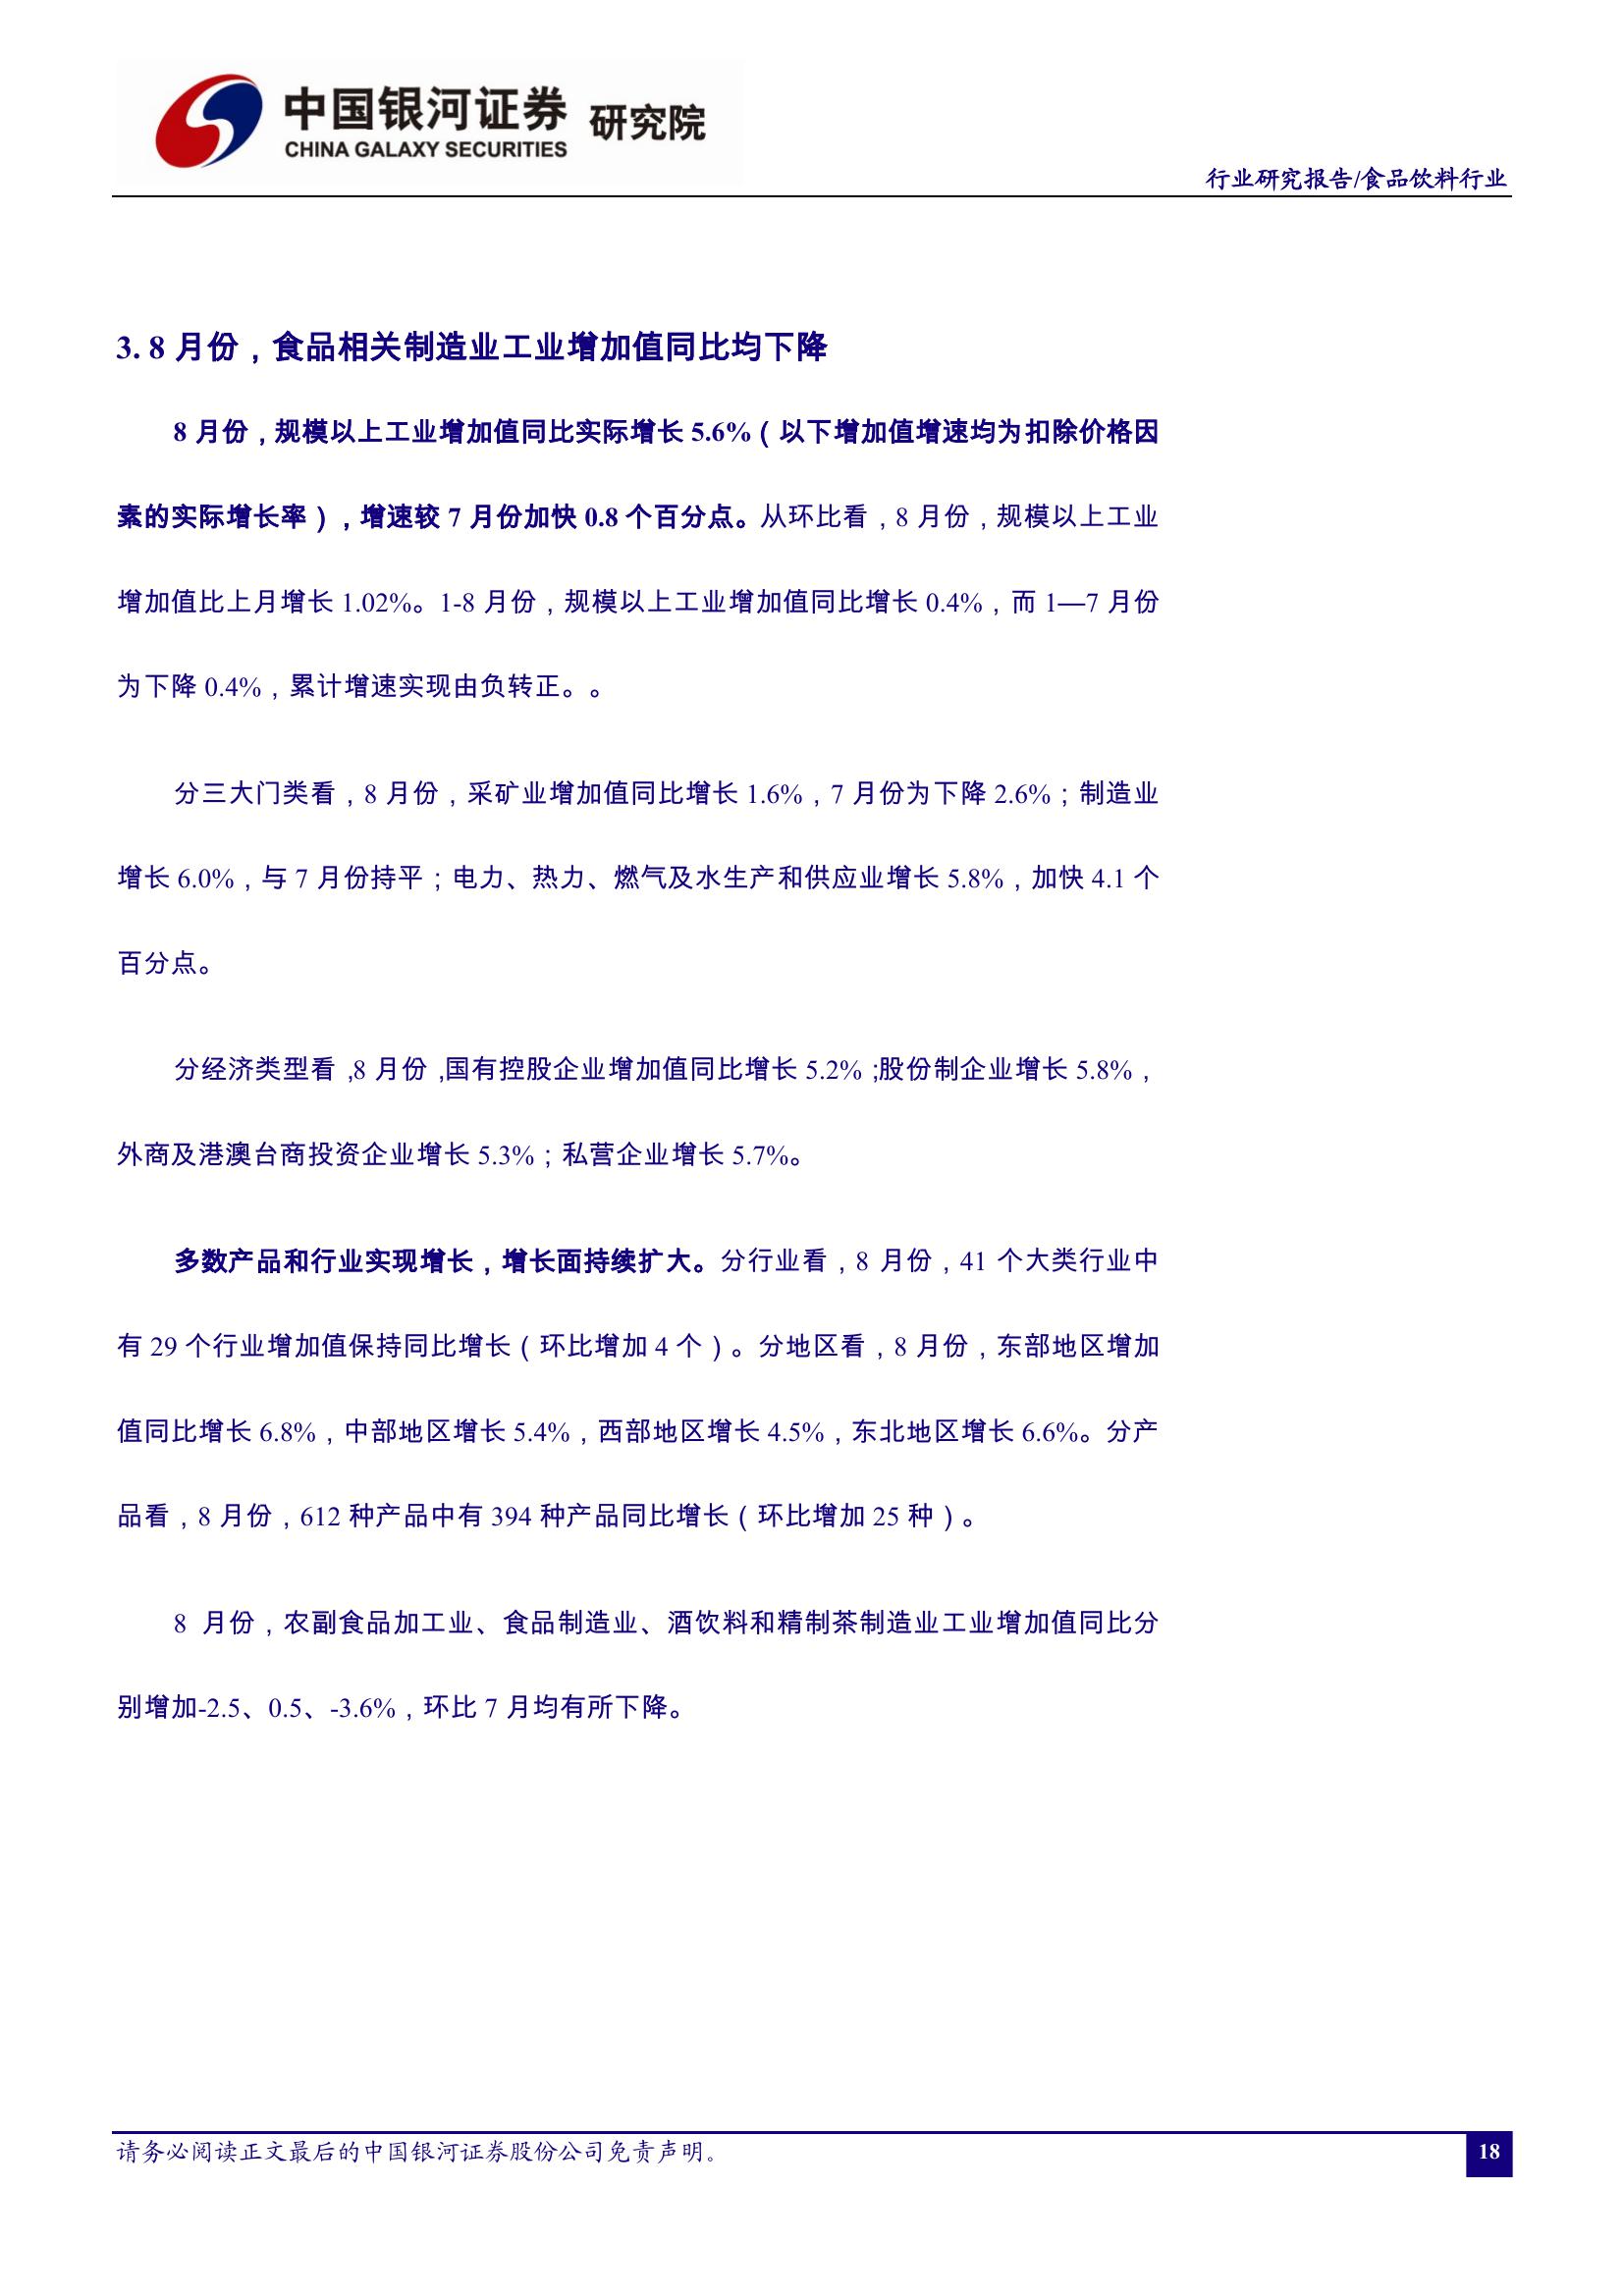 中国银河证券 研究院
CHINA GALAXY SECURITIES
行业研究报告/食品饮料行业
3. 8 月份，食品相关制造业工业增加值同比均下降
8 月份，规模以上工业增加值同比实际增长 5.6%（以下增加值增速均为扣除价格因
素的实际增长率），增速较 7 月份加快 0.8 个百分点。从环比看，8 月份，规模以上工业
增加值比上月增长 1.02%。1-8 月份，规模以上工业增加值同比增长 0.4%，而 1—7 月份
为下降 0.4%，累计增速实现由负转正。。
分三大门类看，8 月份，采矿业增加值同比增长 1.6%，7 月份为下降 2.6%；制造业
增长 6.0%，与 7 月份持平；电力、热力、燃气及水生产和供应业增长 5.8%，加快 4.1 个
百分点。
分经济类型看，8 月份，国有控股企业增加值同比增长 5.2%；股份制企业增长 5.8%，
外商及港澳台商投资企业增长 5.3%；私营企业增长 5.7%。
多数产品和行业实现增长，增长面持续扩大。分行业看，8 月份，41 个大类行业中
有 29 个行业增加值保持同比增长（环比增加 4 个）。分地区看，8 月份，东部地区增加
值同比增长 6.8%，中部地区增长 5.4%，西部地区增长 4.5%，东北地区增长 6.6%。分产
品看，8 月份，612 种产品中有 394 种产品同比增长（环比增加 25 种）。
8 月份，农副食品加工业、食品制造业、酒饮料和精制茶制造业工业增加值同比分
别增加-2.5、0.5、-3.6%，环比 7 月均有所下降。
请务必阅读正文最后的中国银河证券股份公司免责声明。
18